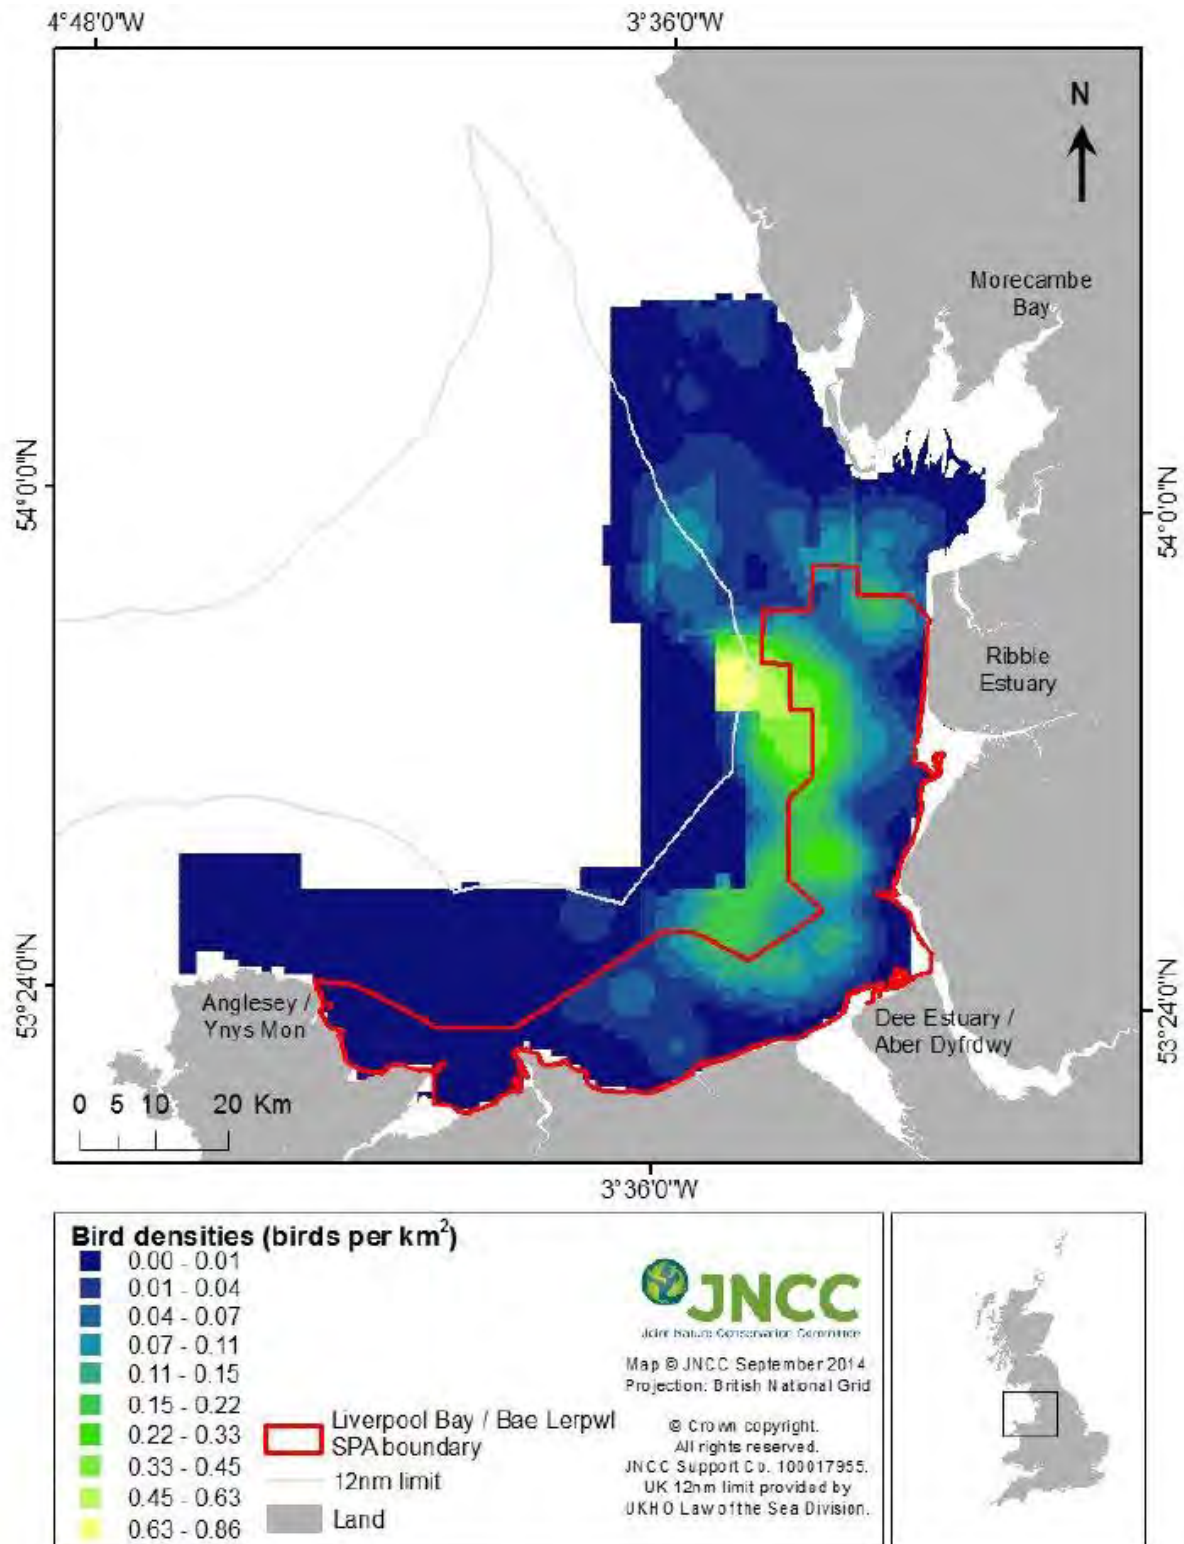 4°48'0"W 3°36'0"W
N
Morecambe
Bay
54°0'0"N
54°0'0"N
Ribble
Estuary
53°24'0"N
53°24'0"N
Anglesey /
Ynys Mon
Dee Estuary /
Aber Dyfrdwy
0 5 10 20 Km
3°36'0"W
Bird densities (birds per km²)
0.00 - 0.01
0.01 - 0.04
0.04 - 0.07
0.07 - 0.11
0.11 - 0.15
0.15 - 0.22
0.22 - 0.33
0.33 - 0.45
0.45 - 0.63
0.63 - 0.86
Liverpool Bay / Bae Lerpwl
SPA boundary
12nm limit
Land
JNCC
Joint Nature Conservation Committee
Map © JNCC September 2014
Projection: British National Grid
© Crown copyright.
All rights reserved.
JNCC Support Co. 100017955.
UK 12nm limit provided by
UKHO Law of the Sea Division.